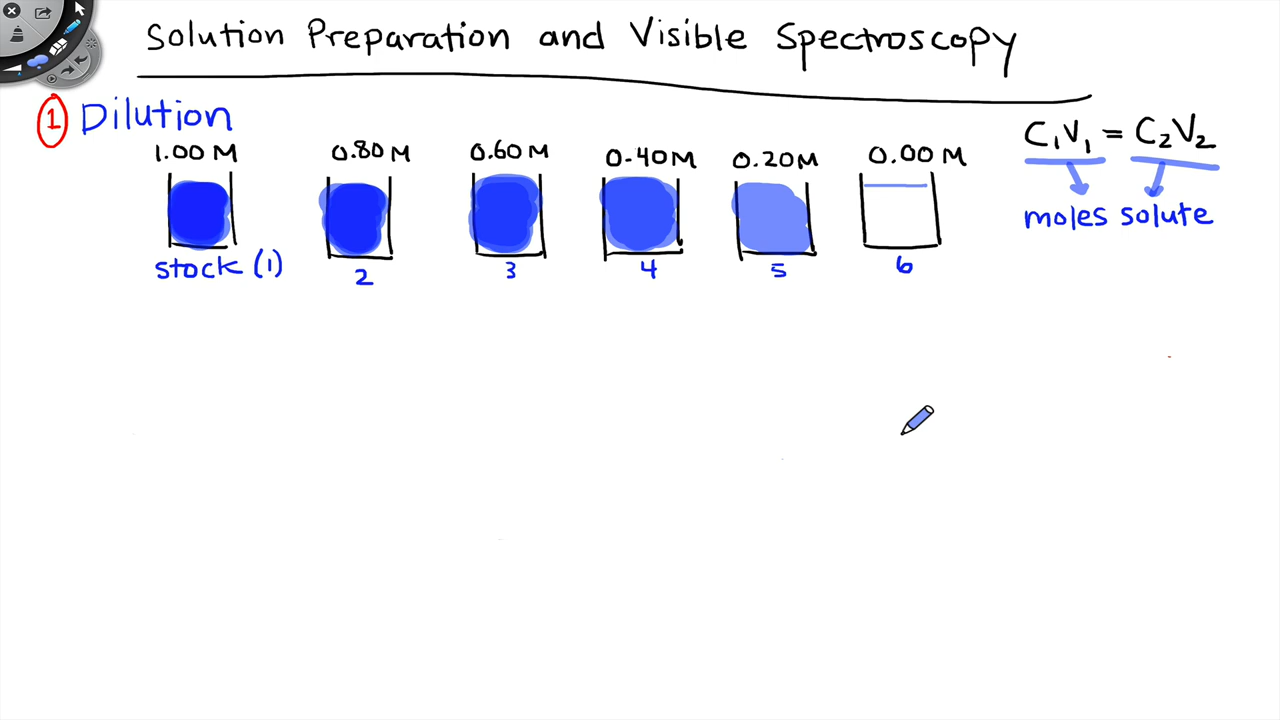 Solution Preparation and Visible Spectroscopy
① Dilution
1.00 M 0.80 M 0.60 M 0.40 M 0.20 M 0.00 M
C₁V₁ = C₂V₂
moles solute
stock (1) 2 3 4 5 6